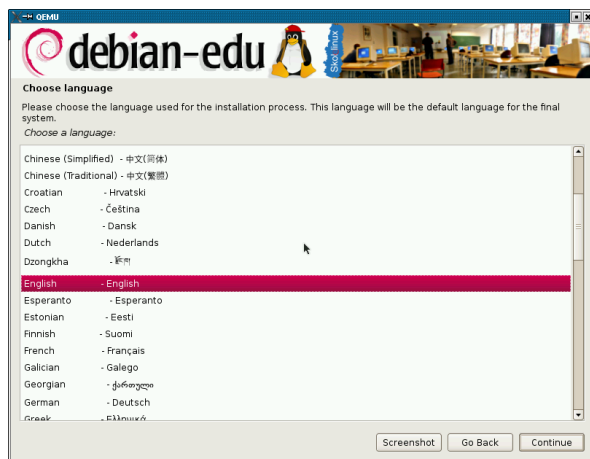 QEMU
debian-edu
Skolelinux
Choose language
Please choose the language used for the installation process. This language will be the default language for the final
system.
Choose a language:
Chinese (Simplified) - 中文(简体)
Chinese (Traditional) - 中文(繁體)
Croatian - Hrvatski
Czech - Čeština
Danish - Dansk
Dutch - Nederlands
Dzongkha - རྫོང་ཁ།
English - English
Esperanto - Esperanto
Estonian - Eesti
Finnish - Suomi
French - Français
Galician - Galego
Georgian - ქართული
German - Deutsch
Greek - Ελληνικά
Screenshot Go Back Continue